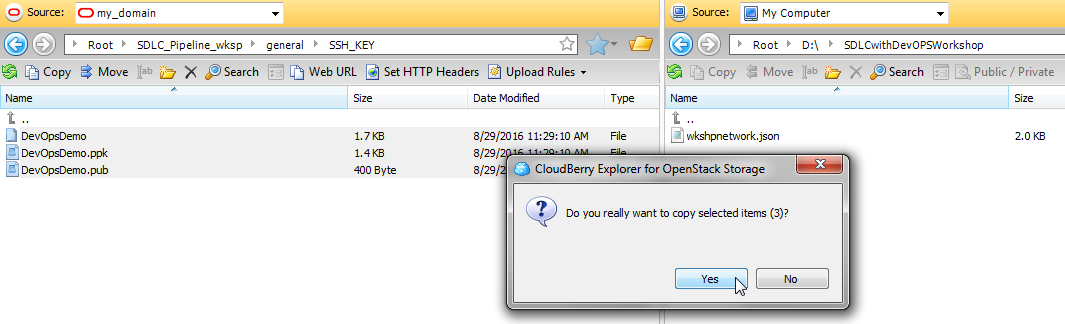 Source: my_domain
Root SDLC_Pipeline_wksp general SSH_KEY
Copy Move ab Search Web URL Set HTTP Headers Upload Rules
Name Size Date Modified Type
..
DevOpsDemo 1.7 KB 8/29/2016 11:29:10 AM File
DevOpsDemo.ppk 1.4 KB 8/29/2016 11:29:10 AM File
DevOpsDemo.pub 400 Byte 8/29
Source: My Computer
Root D:\ SDLCwithDevOPSWorkshop
Copy Move ab Search Public / Private
Name Size
..
wkshpnetwork.json 2.0 KB
CloudBerry Explorer for OpenStack Storage
Do you really want to copy selected items (3)?
Yes No